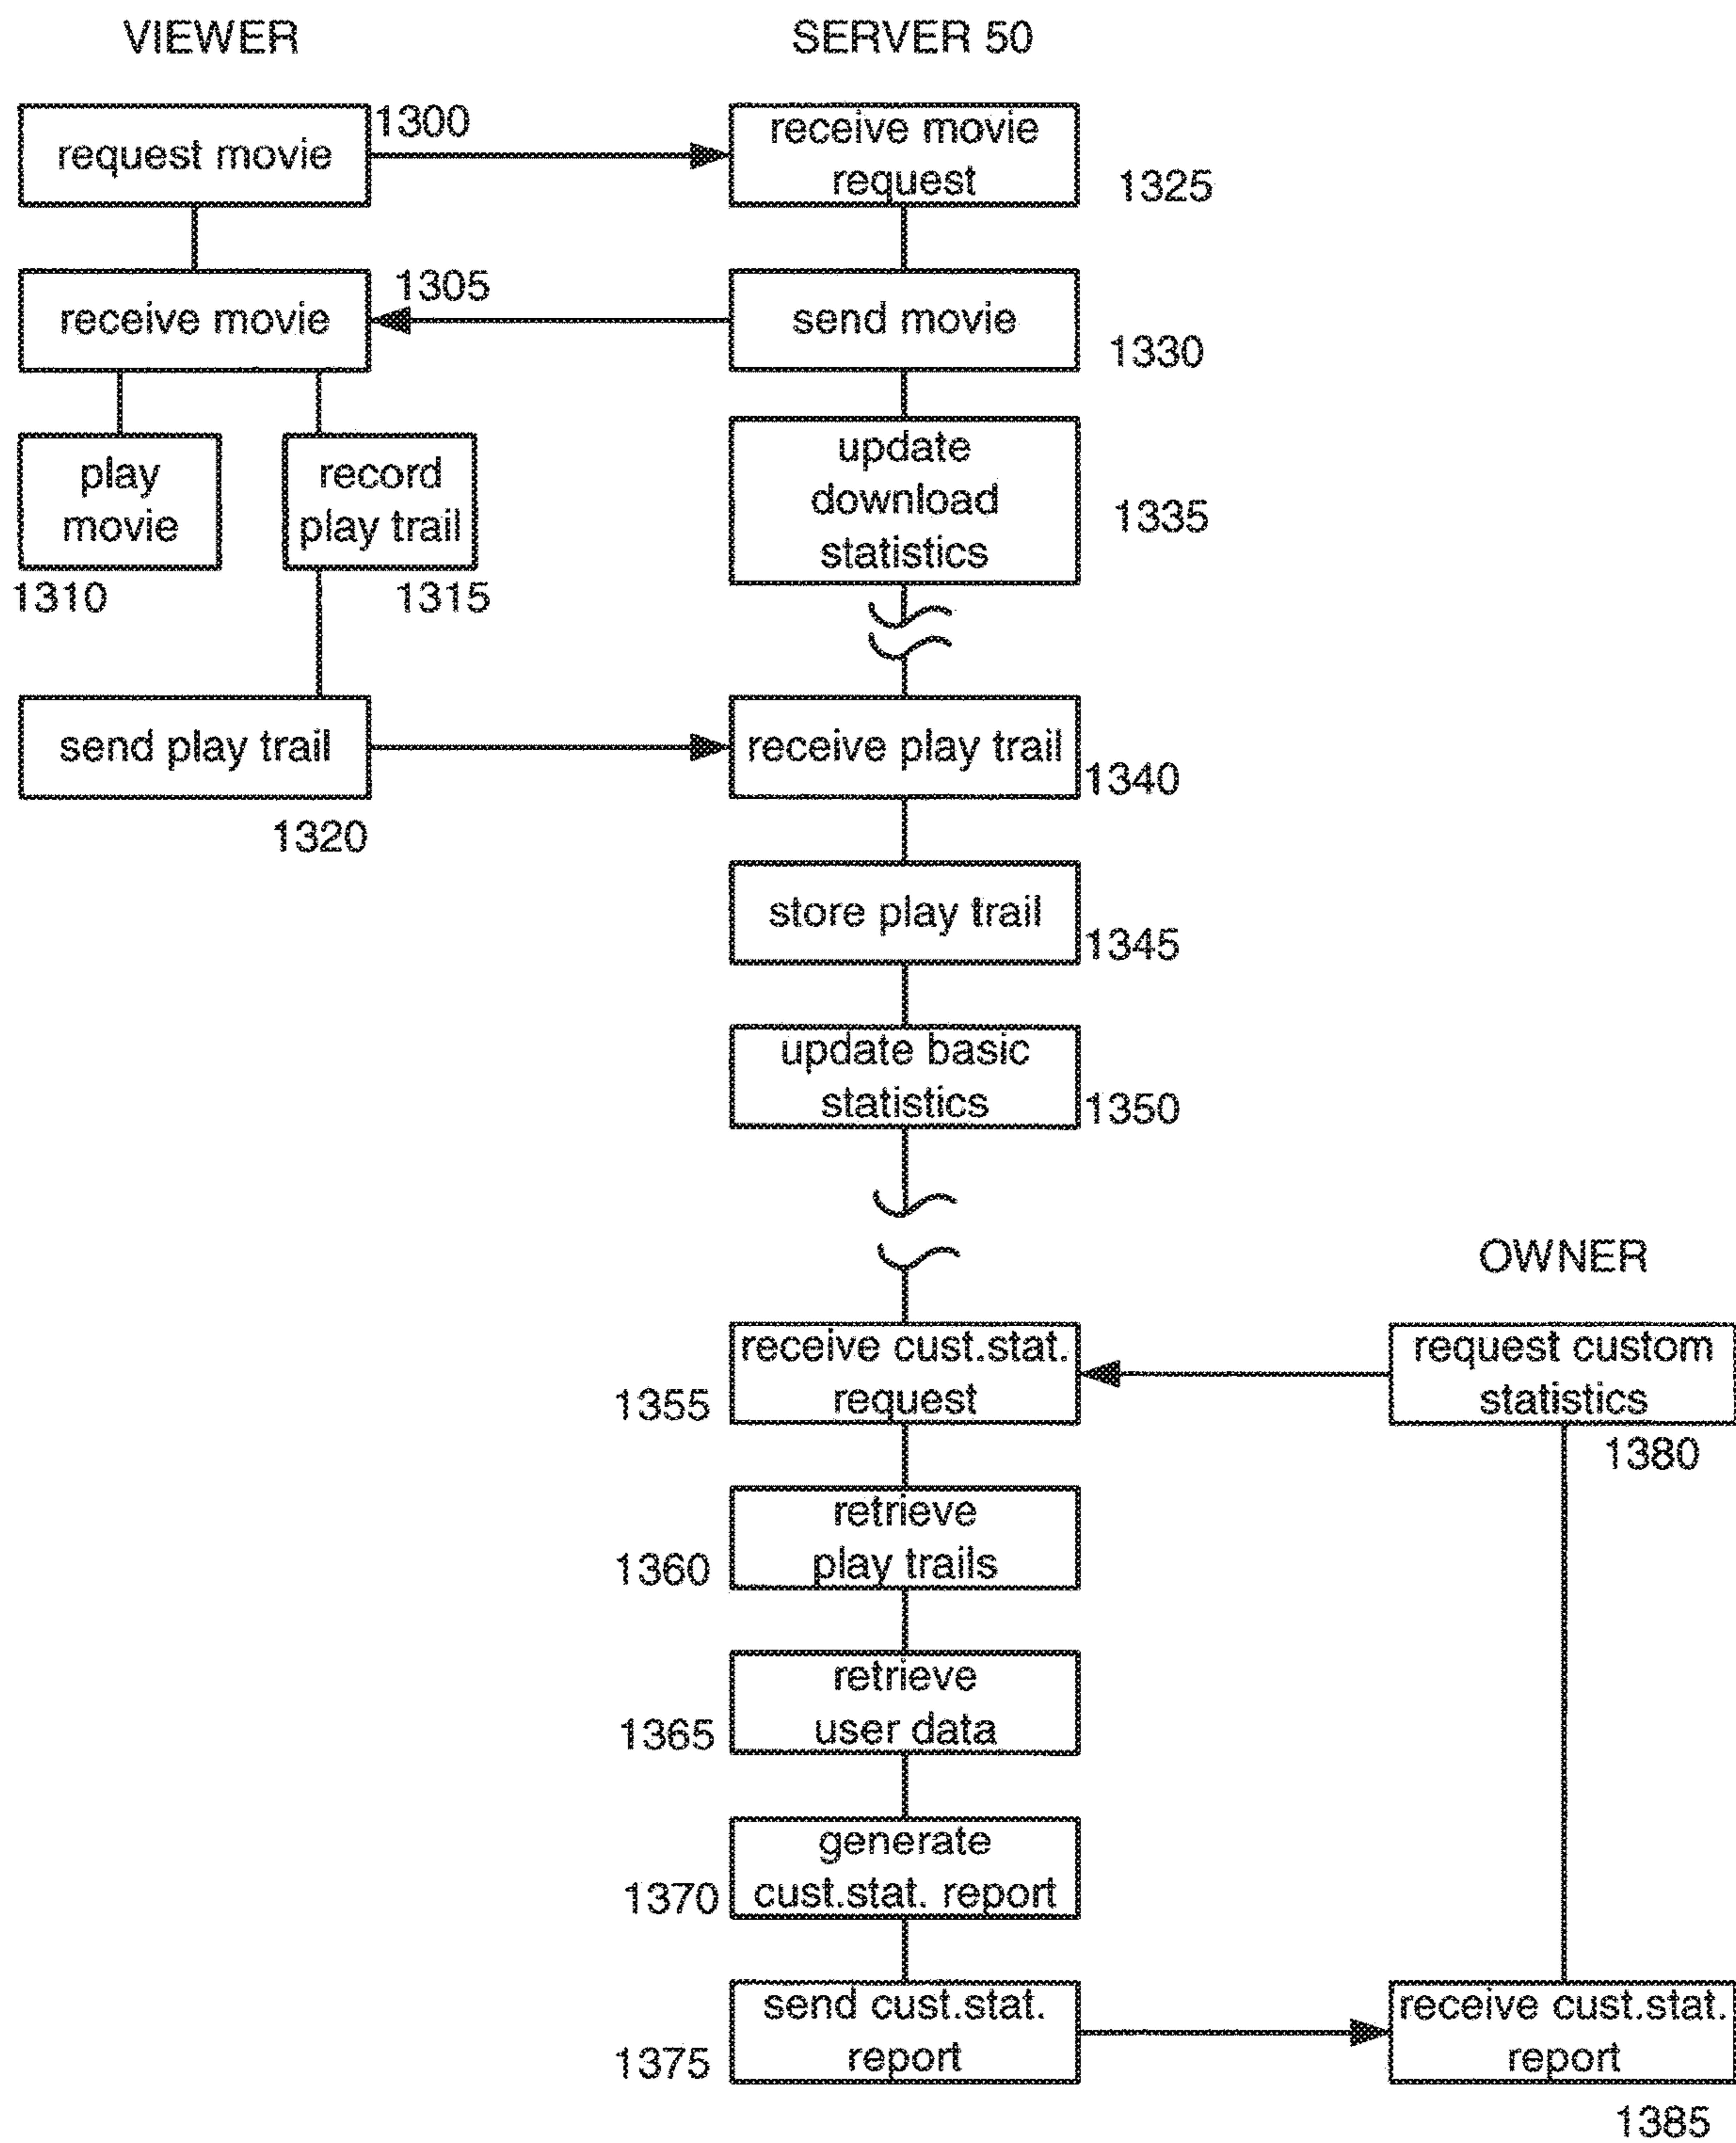 VIEWER
SERVER 50
request movie
1300
receive movie
request
1325
receive movie
1305
send movie
1330
play
movie
1310
record
play trail
1315
update
download
statistics
1335
send play trail
1320
receive play trail
1340
store play trail
1345
update basic
statistics
1350
OWNER
receive cust.stat.
request
1355
request custom
statistics
1380
retrieve
play trails
1360
retrieve
user data
1365
generate
cust.stat. report
1370
send cust.stat.
report
1375
receive cust.stat.
report
1385